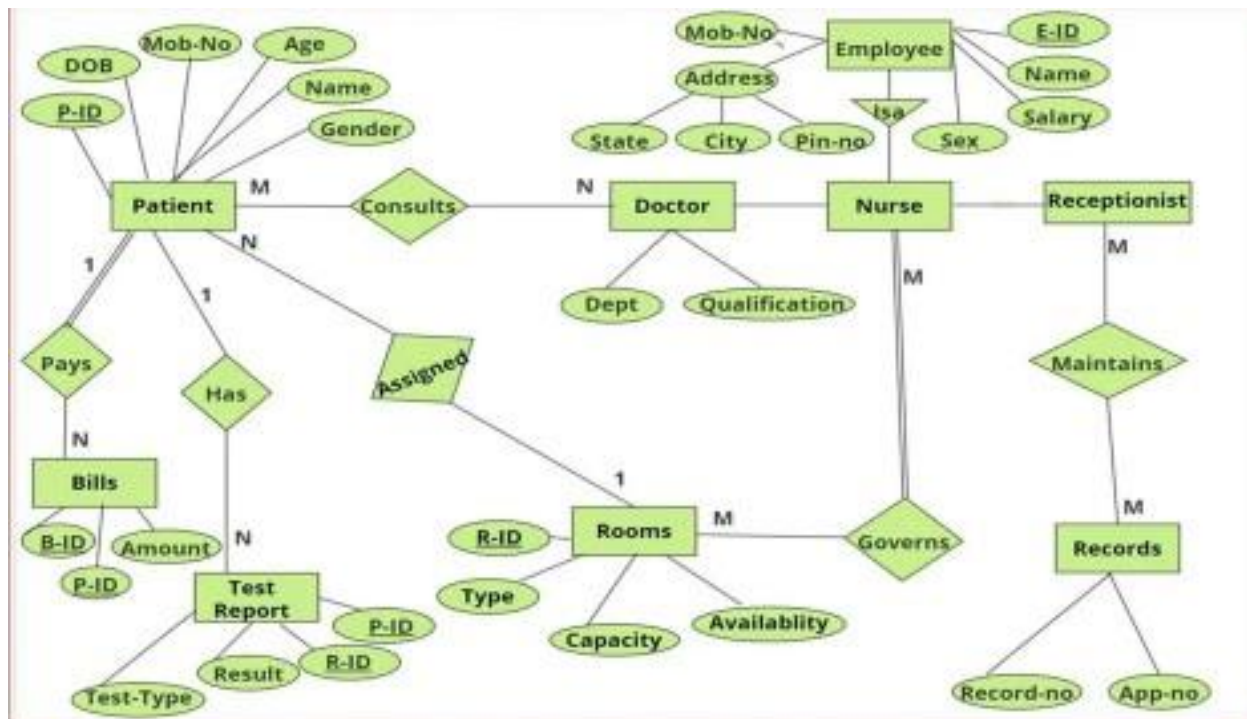 Mob-No
Age
DOB
Name
P-ID
Gender
Mob-No
Employee
E-ID
Address
Name
Isa
Salary
State
City
Pin-no
Sex
M
N
Patient
Consults
Doctor
Nurse
Receptionist
N
M
M
1
1
Dept
Qualification
Pays
Has
Assigned
Maintains
N
Bills
1
M
M
B-ID
Amount
N
R-ID
Rooms
Governs
Records
P-ID
Test
Report
Type
P-ID
Capacity
Availablity
Result
R-ID
Test-Type
Record-no
App-no